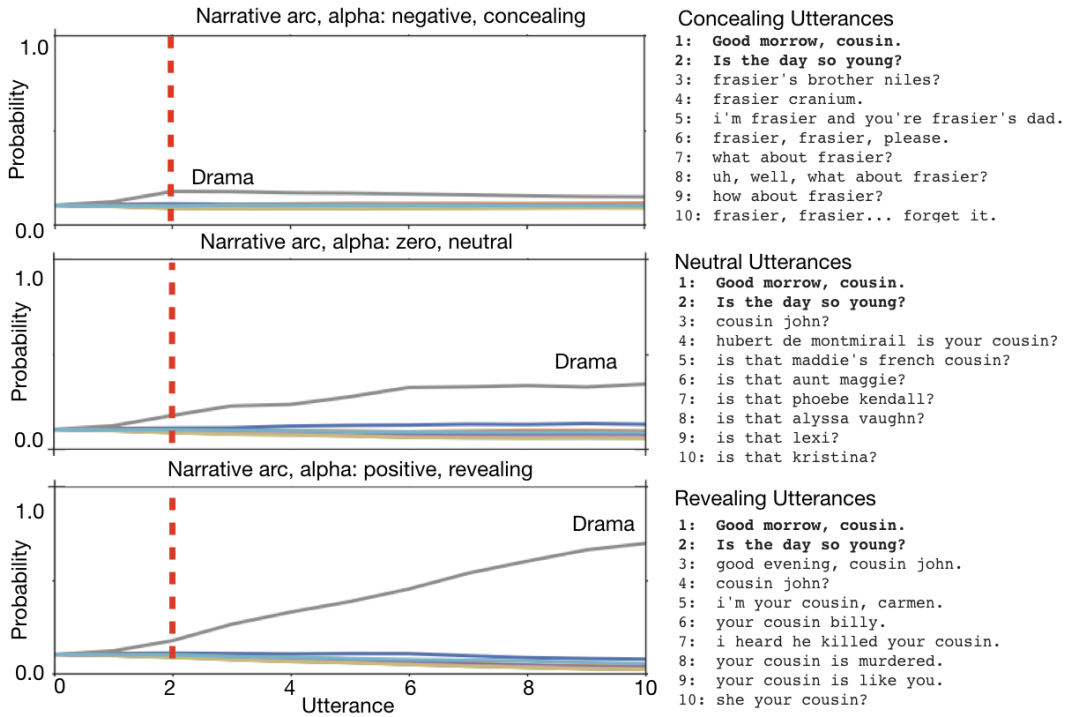 Narrative arc, alpha: negative, concealing
1.0
Probability
Drama
0.0
Concealing Utterances
1: Good morrow, cousin.
2: Is the day so young?
3: frasier's brother niles?
4: frasier cranium.
5: i'm frasier and you're frasier's dad.
6: frasier, frasier, please.
7: what about frasier?
8: uh, well, what about frasier?
9: how about frasier?
10: frasier, frasier... forget it.
Narrative arc, alpha: zero, neutral
1.0
Probability
Drama
0.0
Neutral Utterances
1: Good morrow, cousin.
2: Is the day so young?
3: cousin john?
4: hubert de montmirail is your cousin?
5: is that maddie's french cousin?
6: is that aunt maggie?
7: is that phoebe kendall?
8: is that alyssa vaughn?
9: is that lexi?
10: is that kristina?
Narrative arc, alpha: positive, revealing
1.0
Probability
Drama
0.0
0 2 4 6 8 10
Utterance
Revealing Utterances
1: Good morrow, cousin.
2: Is the day so young?
3: good evening, cousin john.
4: cousin john?
5: i'm your cousin, carmen.
6: your cousin billy.
7: i heard he killed your cousin.
8: your cousin is murdered.
9: your cousin is like you.
10: she your cousin?